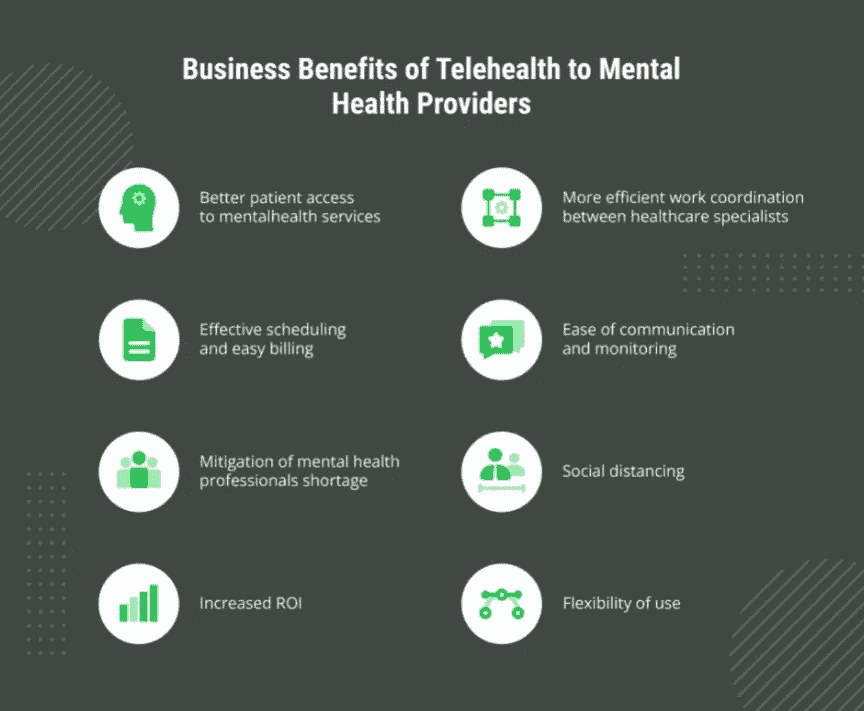 Business Benefits of Telehealth to Mental
Health Providers
Better patient access
to mentalhealth services
More efficient work coordination
between healthcare specialists
Effective scheduling
and easy billing
Ease of communication
and monitoring
Mitigation of mental health
professionals shortage
Social distancing
Increased ROI
Flexibility of use